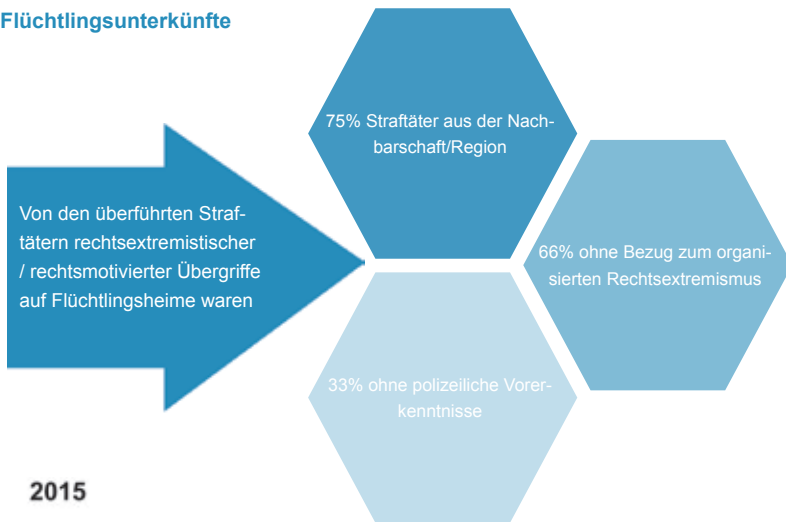 Flüchtlingsunterkünfte
75% Straftäter aus der Nach-
barschaft/Region
Von den überführten Straf-
tätern rechtsextremistischer
/ rechtsmotivierter Übergriffe
auf Flüchtlingsheime waren
66% ohne Bezug zum organi-
sierten Rechtsextremismus
33% ohne polizeiliche Vorer-
kenntnisse
2015